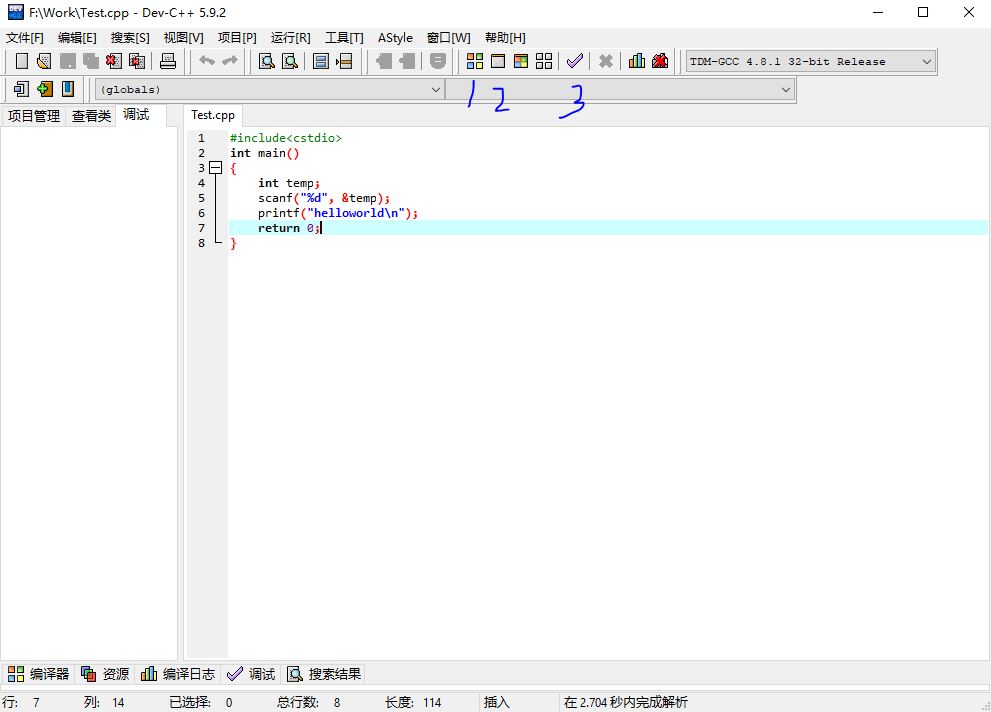 F:\Work\Test.cpp - Dev-C++ 5.9.2
文件[F] 编辑[E] 搜索[S] 视图[V] 项目[P] 运行[R] 工具[T] AStyle 窗口[W] 帮助[H]
TDM-GCC 4.8.1 32-bit Release
(globals)
1 2 3
项目管理 查看类 调试 Test.cpp
1 #include<cstdio>
2 int main()
3 {
4 int temp;
5 scanf("%d", &temp);
6 printf("helloworld\n");
7 return 0;
8 }
编译器 资源 编译日志 调试 搜索结果
行: 7 列: 14 已选择: 0 总行数: 8 长度: 114 插入 在 2.704 秒内完成解析